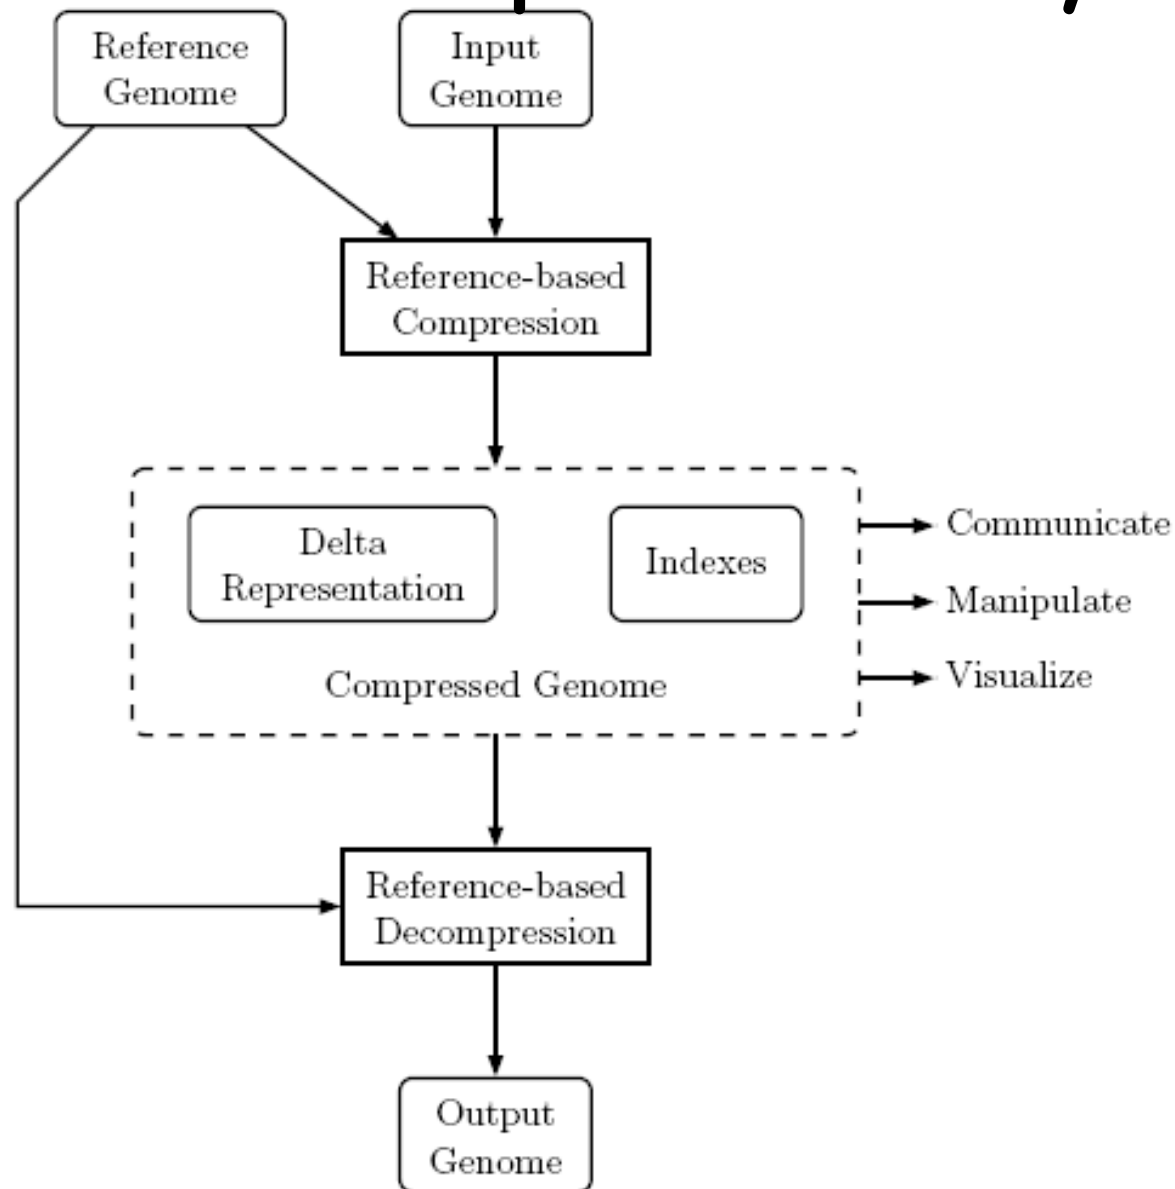 Reference
Genome
Input
Genome
Reference-based
Compression
Delta
Representation
Indexes
Compressed Genome
Communicate
Manipulate
Visualize
Reference-based
Decompression
Output
Genome